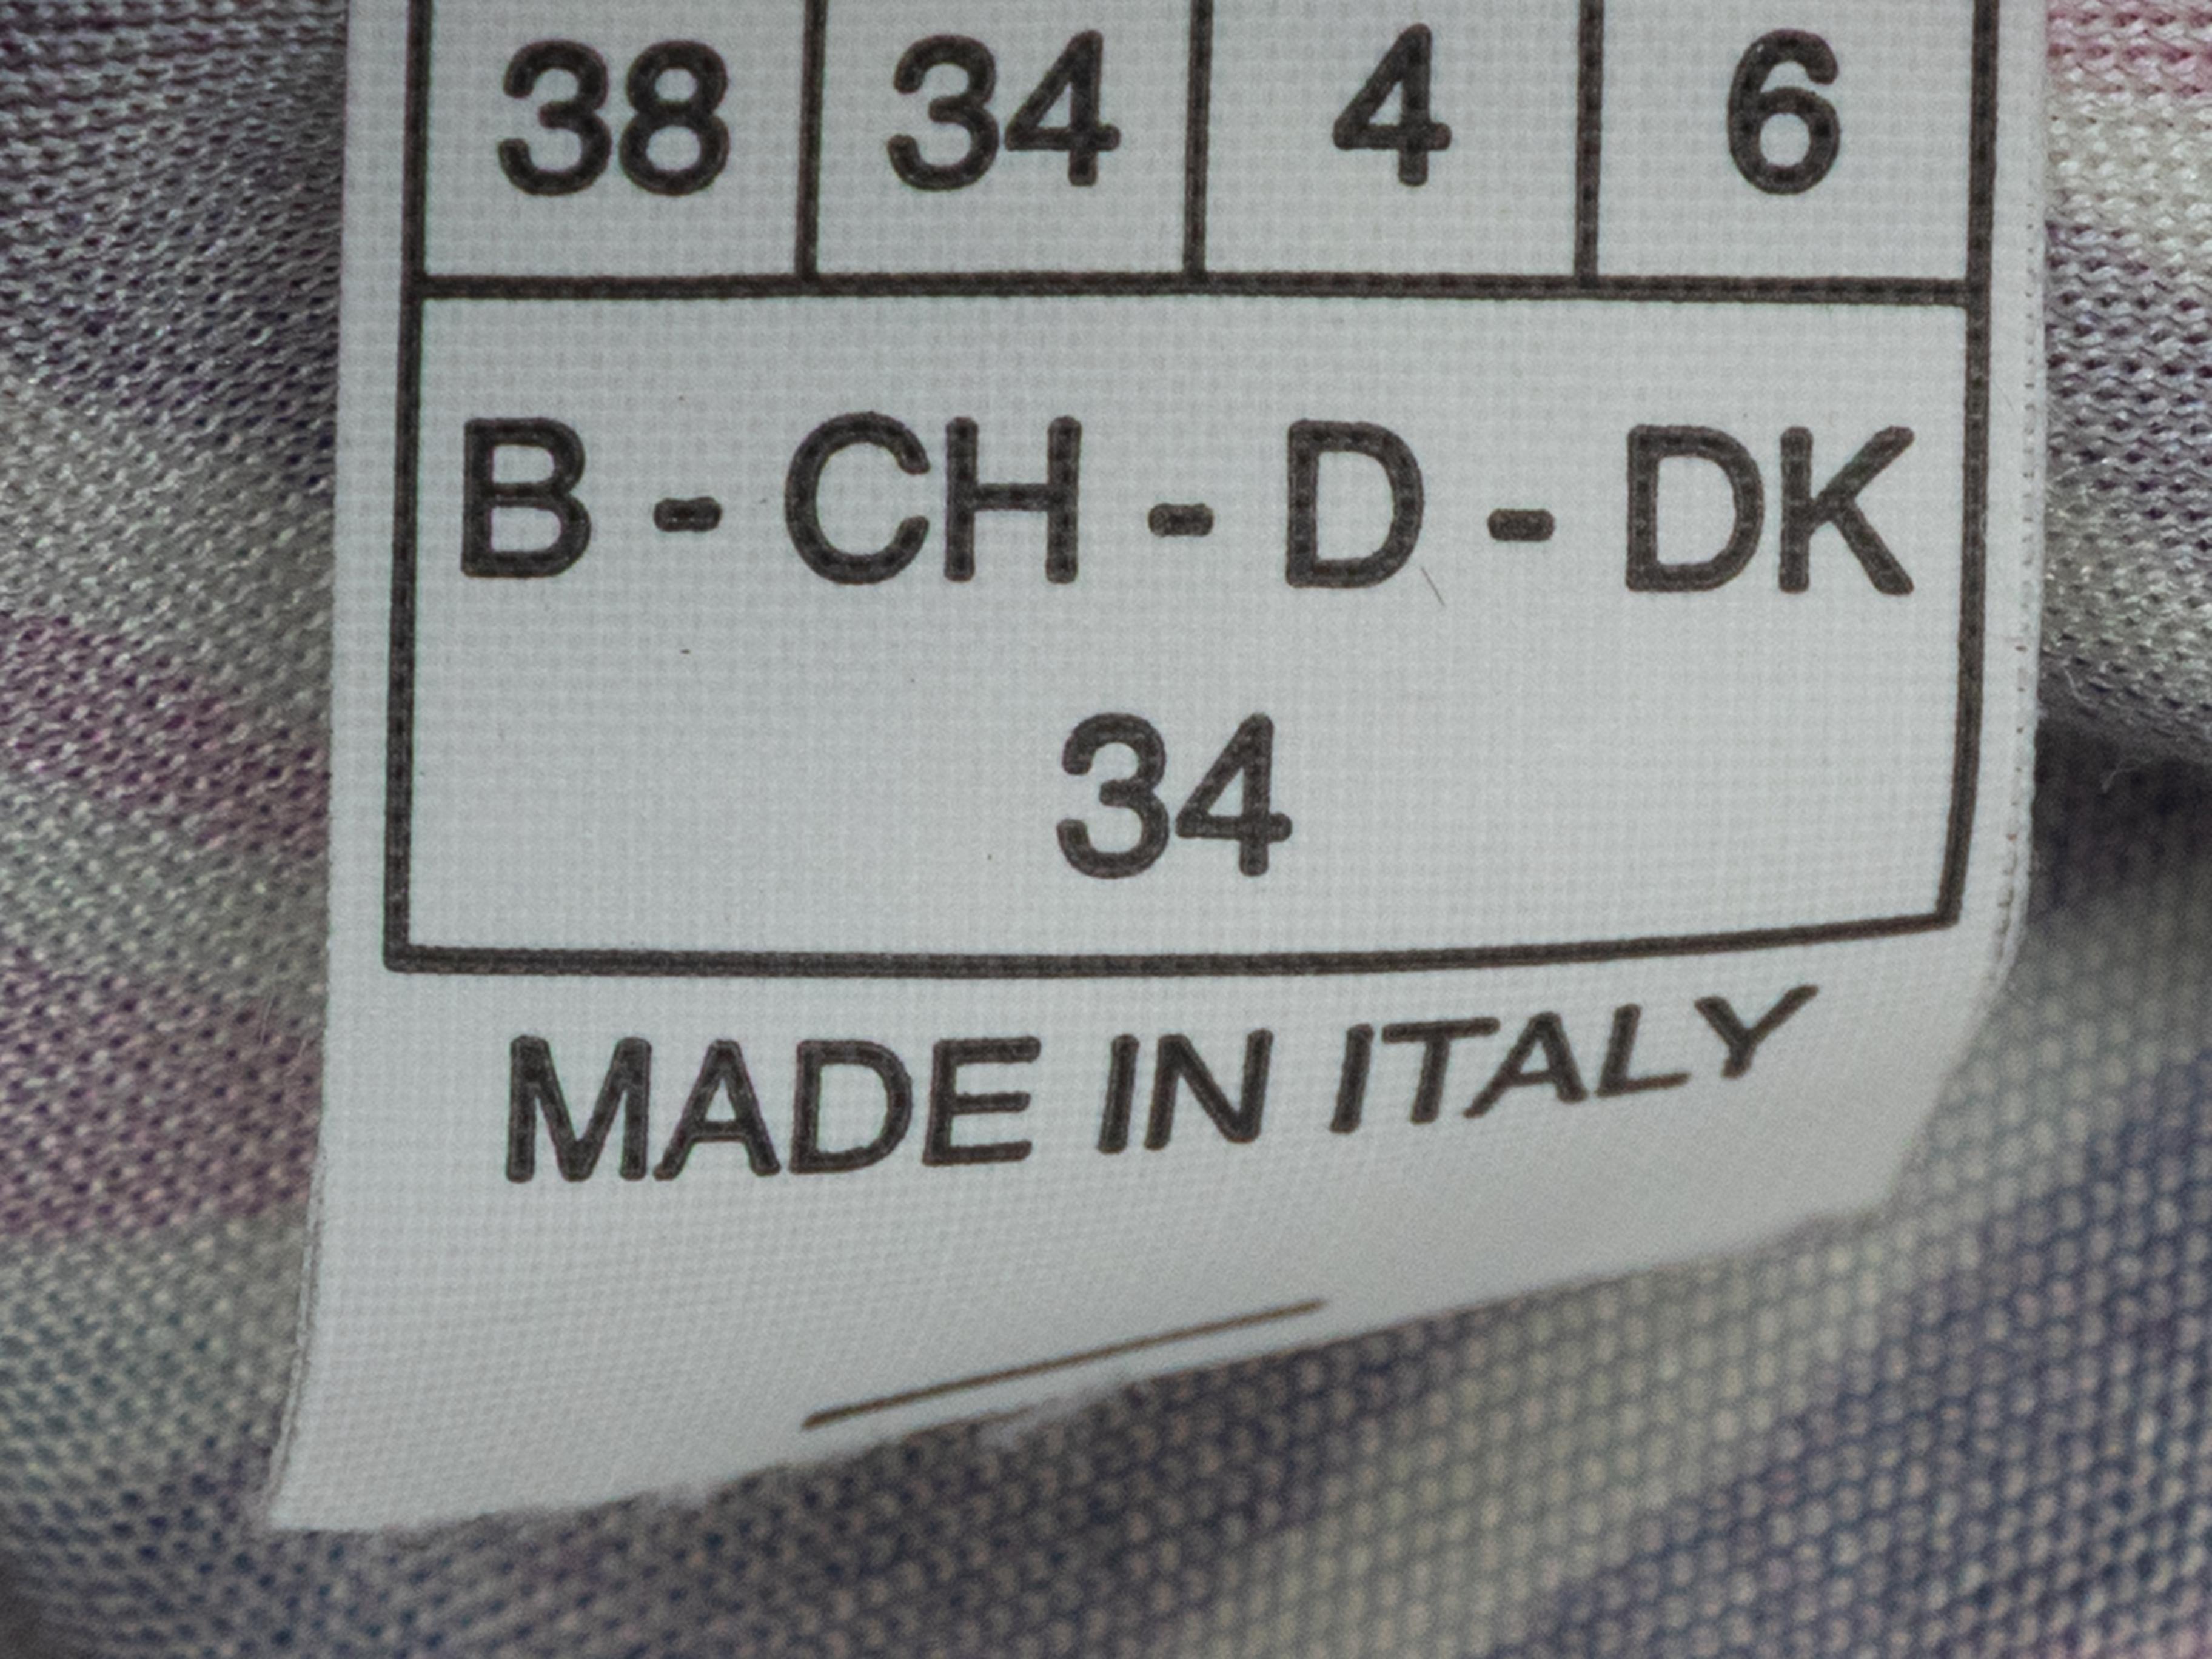 38 34 4 6
B - CH - D - DK
34
MADE IN ITALY